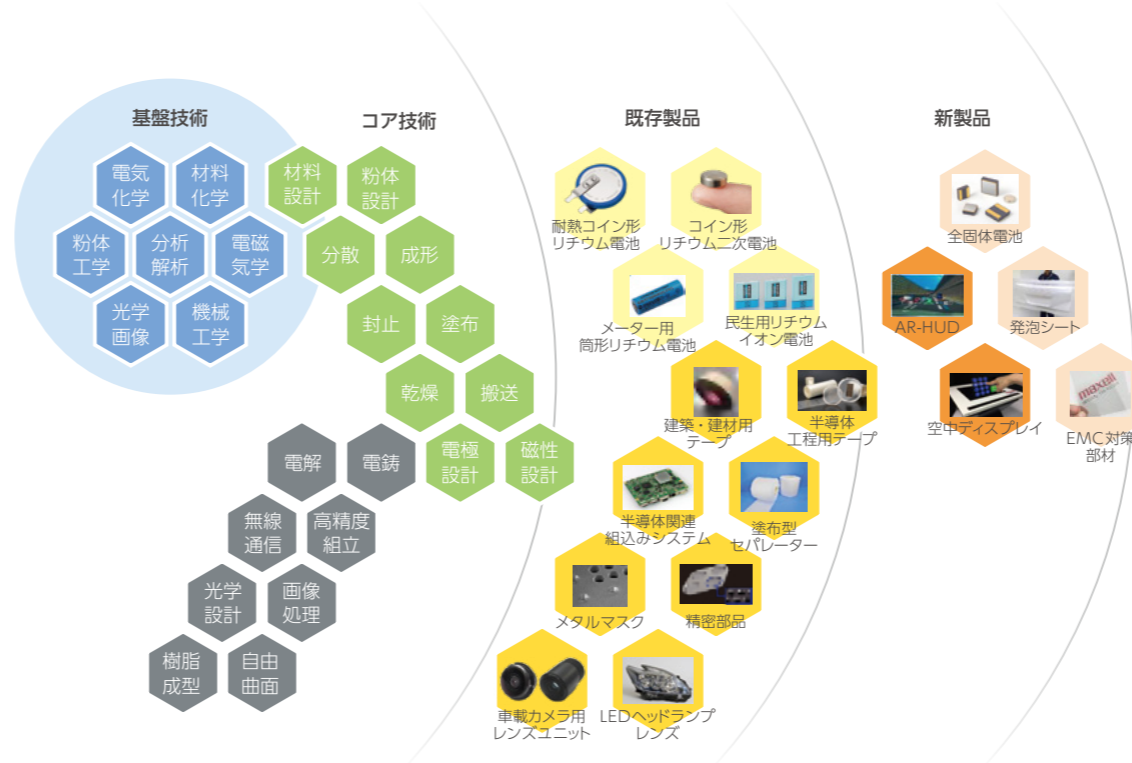 基盤技術
電気
化学
材料
化学
粉体
工学
分析
解析
電磁
気学
光学
画像
機械
工学
コア技術
材料
設計
粉体
設計
分散
成形
封止
塗布
乾燥
搬送
電極
設計
磁性
設計
電解
電鋳
無線
通信
高精度
組立
光学
設計
画像
処理
樹脂
成型
自由
曲面
既存製品
耐熱コイン形
リチウム電池
コイン形
リチウム二次電池
メーター用
筒形リチウム電池
民生用リチウム
イオン電池
建築・建材用
テープ
半導体
工程用テープ
半導体関連
組込みシステム
塗布型
セパレーター
メタルマスク
精密部品
車載カメラ用
レンズユニット
LEDヘッドランプ
レンズ
新製品
全固体電池
AR-HUD
発泡シート
空中ディスプレイ
maxell
EMC対策
部材